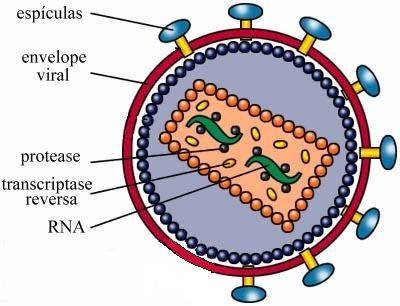 espículas
envelope
viral
protease
transcriptase
reversa
RNA